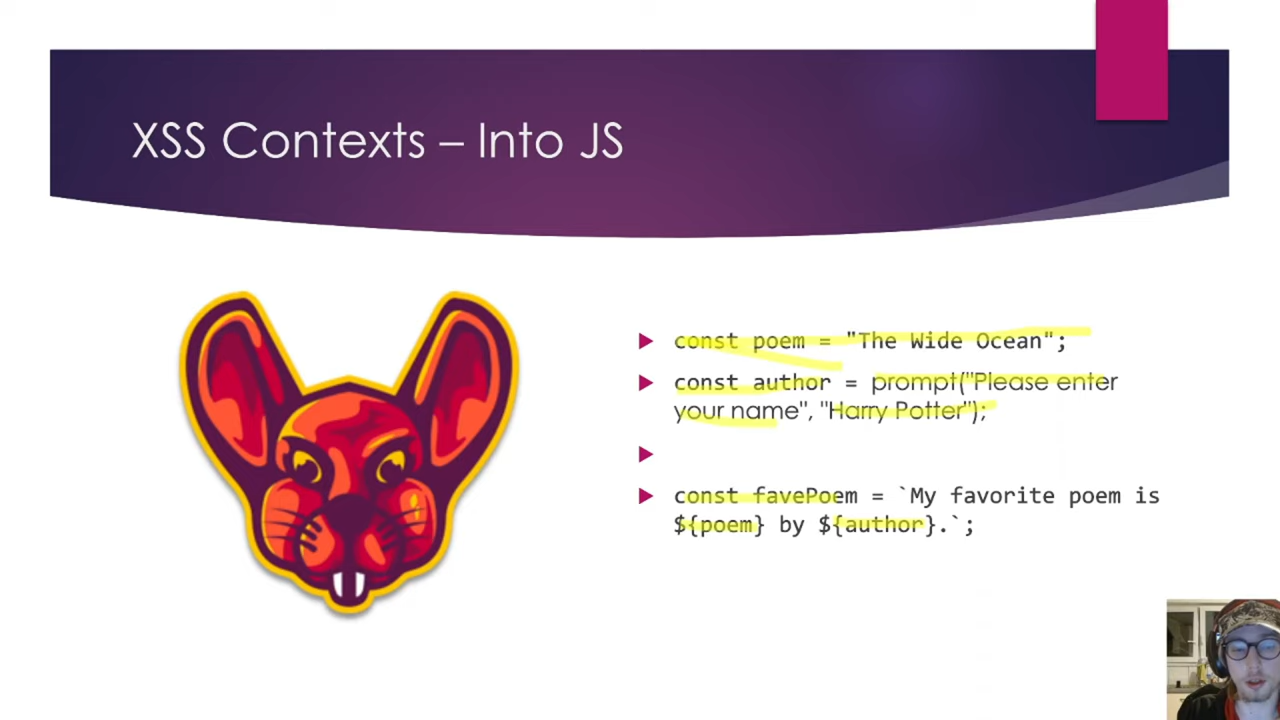 XSS Contexts – Into JS
const poem = "The Wide Ocean";
const author = prompt("Please enter
your name", "Harry Potter");
const favePoem = `My favorite poem is
${poem} by ${author}.`;